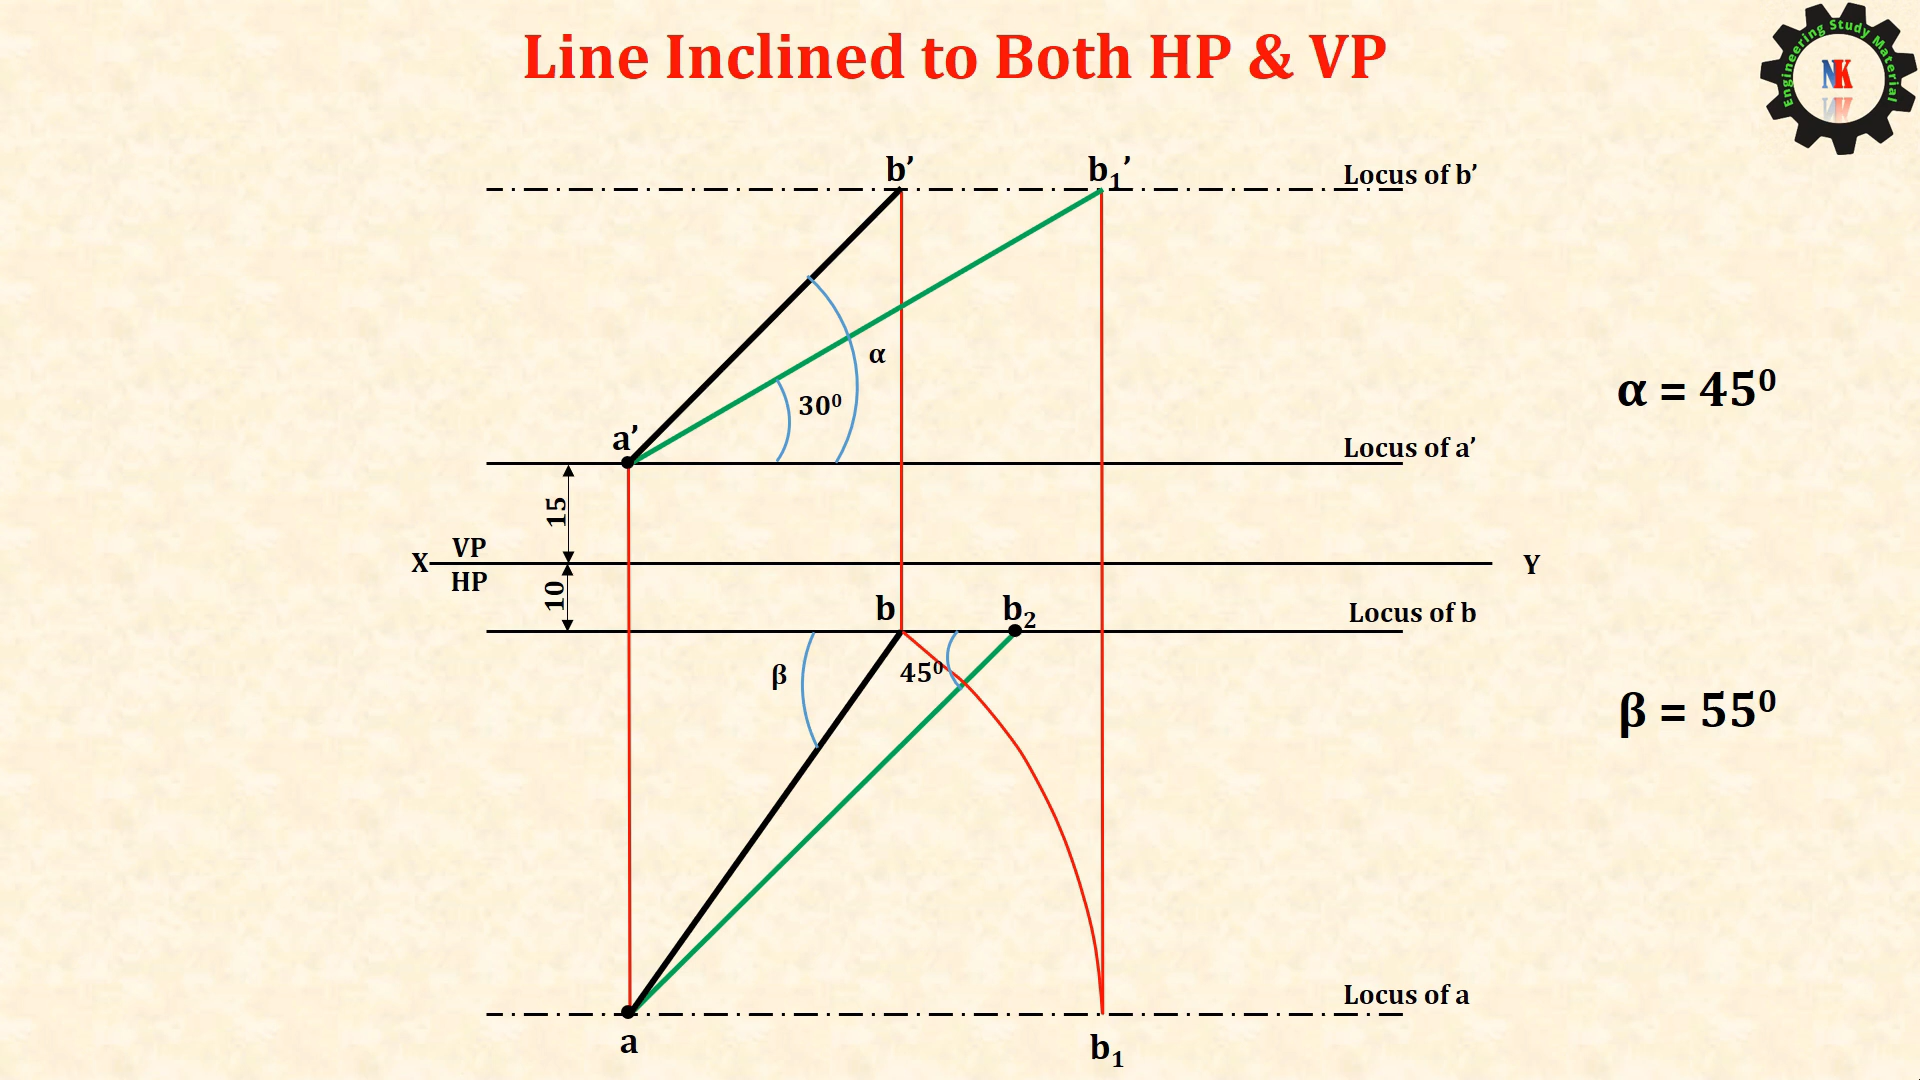 Line Inclined to Both HP & VP
Engineering Study Material
NK
b’
b₁’
Locus of b’
α
α = 45⁰
30⁰
a’
Locus of a’
15
VP
X
Y
HP
10
b
b₂
Locus of b
β
45⁰
β = 55⁰
Locus of a
a
b₁